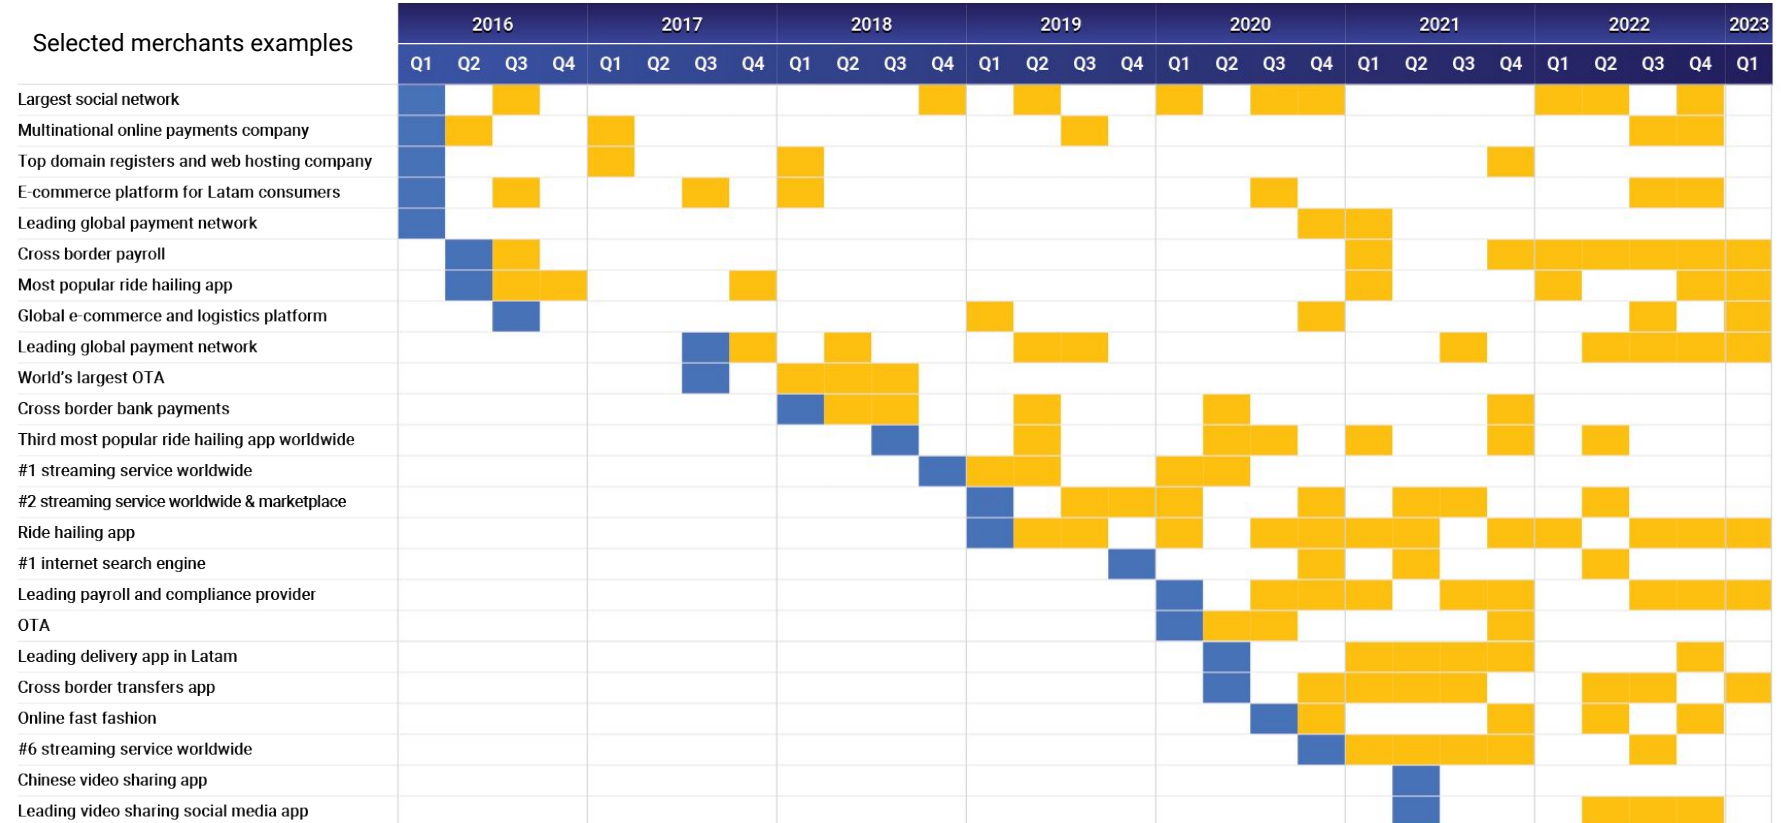 Selected merchants examples
2016 2017 2018 2019 2020 2021 2022 2023
Q1 Q2 Q3 Q4 Q1 Q2 Q3 Q4 Q1 Q2 Q3 Q4 Q1 Q2 Q3 Q4 Q1 Q2 Q3 Q4 Q1 Q2 Q3 Q4 Q1 Q2 Q3 Q4 Q1
Largest social network
Multinational online payments company
Top domain registers and web hosting company
E-commerce platform for Latam consumers
Leading global payment network
Cross border payroll
Most popular ride hailing app
Global e-commerce and logistics platform
Leading global payment network
World's largest OTA
Cross border bank payments
Third most popular ride hailing app worldwide
#1 streaming service worldwide
#2 streaming service worldwide & marketplace
Ride hailing app
#1 internet search engine
Leading payroll and compliance provider
OTA
Leading delivery app in Latam
Cross border transfers app
Online fast fashion
#6 streaming service worldwide
Chinese video sharing app
Leading video sharing social media app